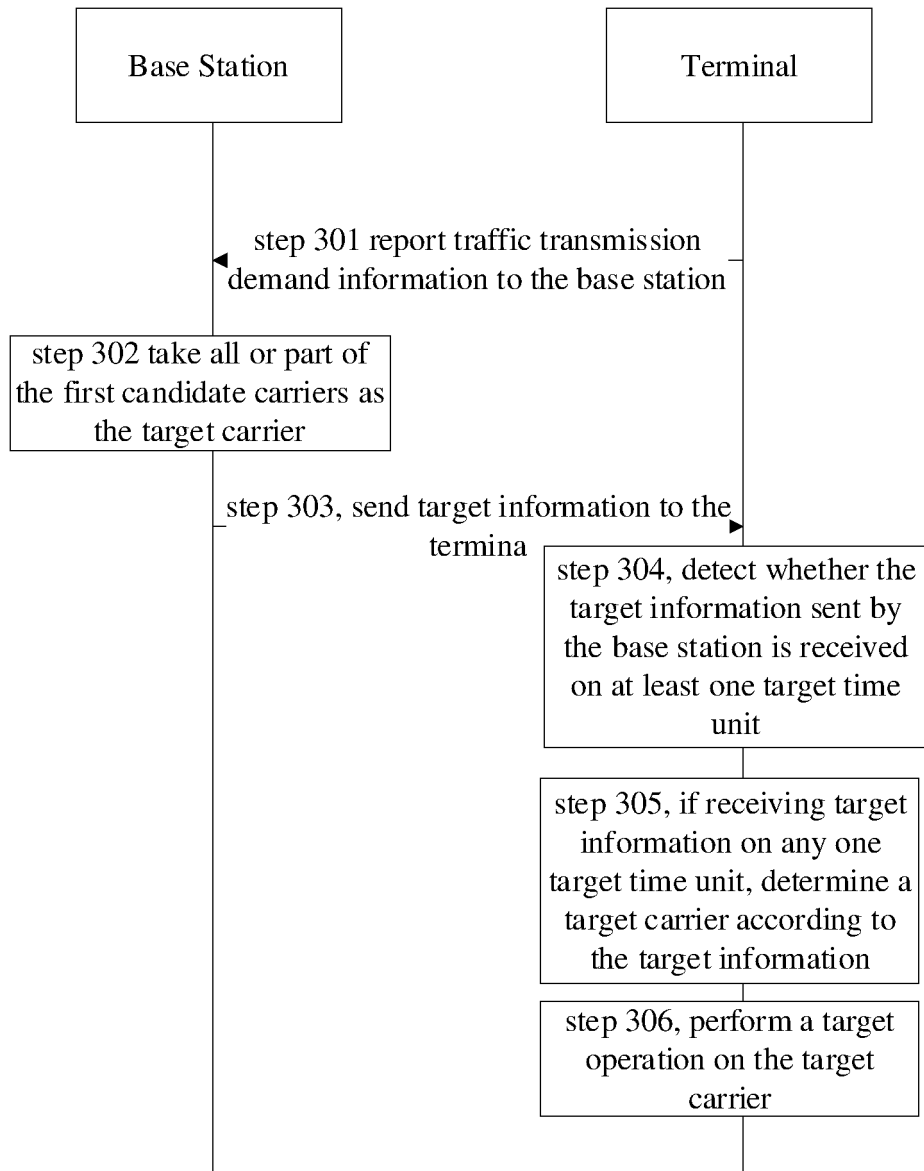 Base Station
Terminal
step 301 report traffic transmission
demand information to the base station
step 302 take all or part of
the first candidate carriers as
the target carrier
step 303, send target information to the
termina
step 304, detect whether the
target information sent by
the base station is received
on at least one target time
unit
step 305, if receiving target
information on any one
target time unit, determine a
target carrier according to
the target information
step 306, perform a target
operation on the target
carrier